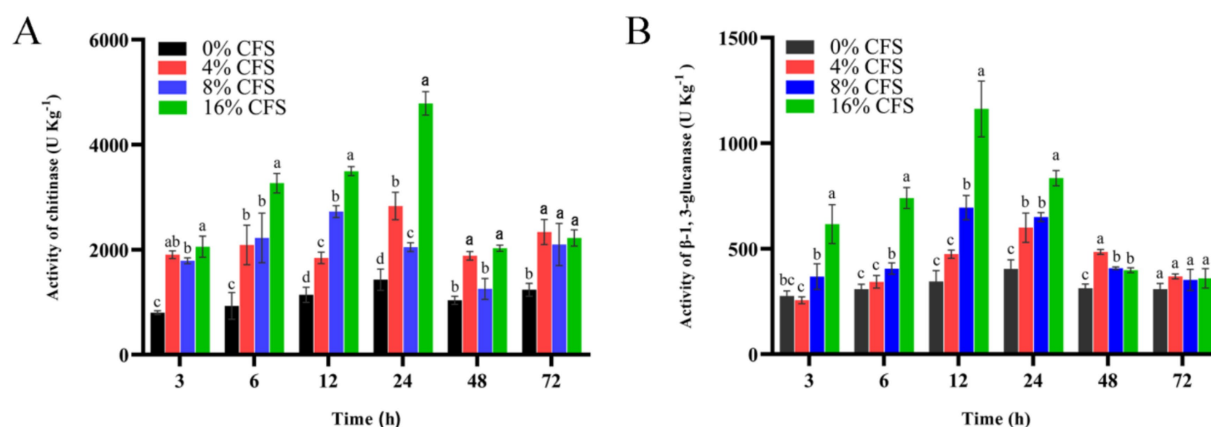 A
Activity of chitinase (U Kg-1)
6000
4000
2000
0
0% CFS
4% CFS
8% CFS
16% CFS
c ab b a
c b b a
d c b a
d b c a
b a b a
b a a a
3 6 12 24 48 72
Time (h)
B
Activity of β-1, 3-glucanase (U Kg-1)
1500
1000
500
0
0% CFS
4% CFS
8% CFS
16% CFS
bc c b a
c c b a
c c b a
c b b a
c a b b
a a a a
3 6 12 24 48 72
Time (h)